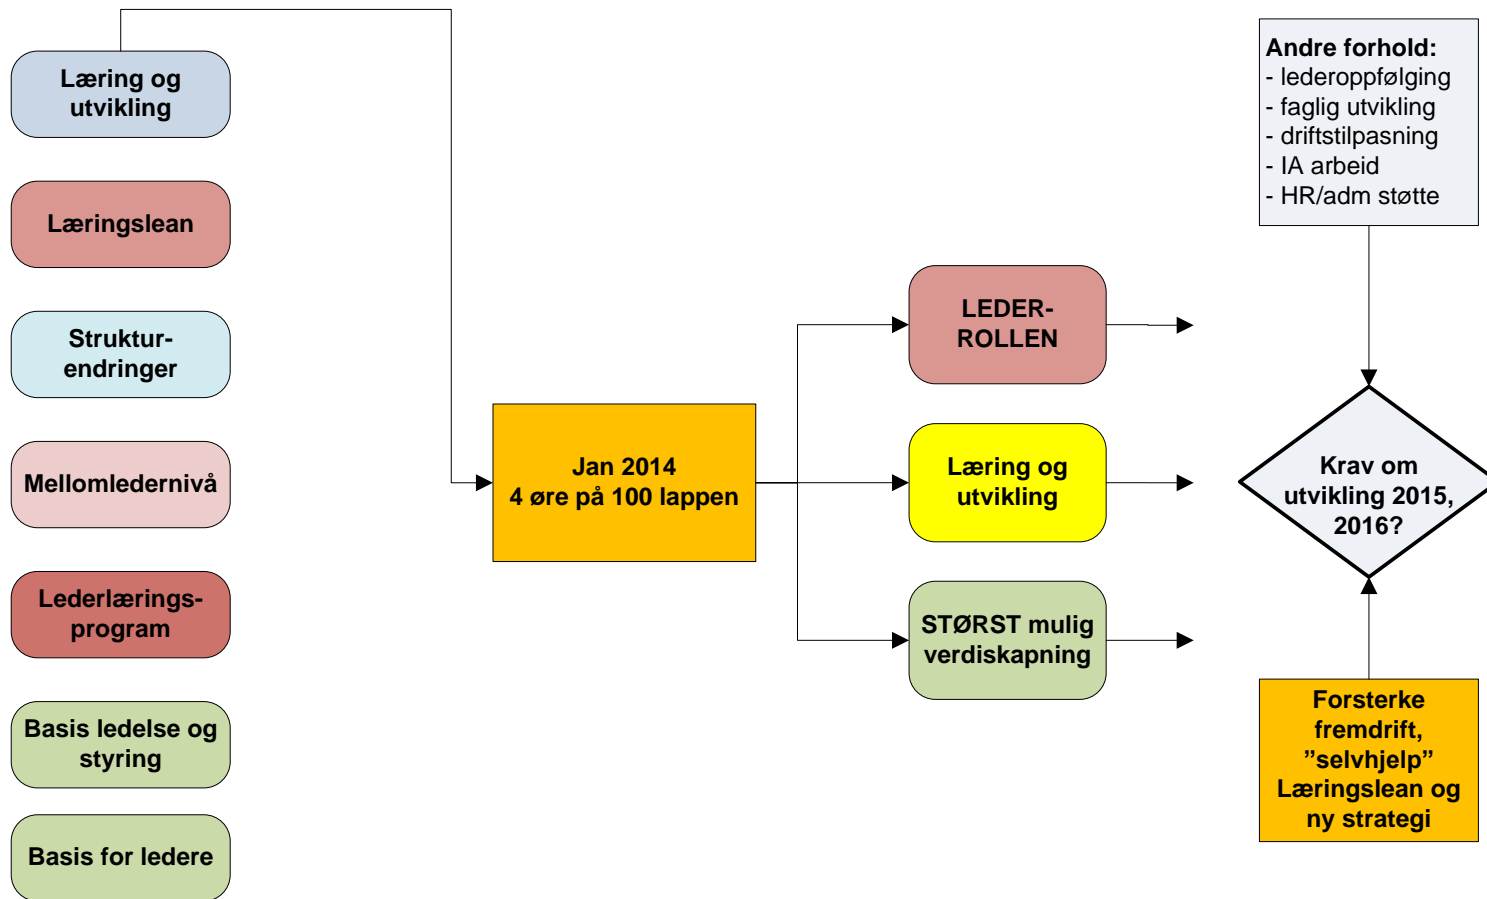 Læring og
utvikling
Læringslean
Struktur-
endringer
Mellomledernivå
Lederlærings-
program
Basis ledelse og
styring
Basis for ledere
Jan 2014
4 øre på 100 lappen
LEDER-
ROLLEN
Læring og
utvikling
STØRST mulig
verdiskapning
Andre forhold:
- lederoppfølging
- faglig utvikling
- driftstilpasning
- IA arbeid
- HR/adm støtte
Krav om
utvikling 2015,
2016?
Forsterke
fremdrift,
”selvhjelp”
Læringslean og
ny strategi